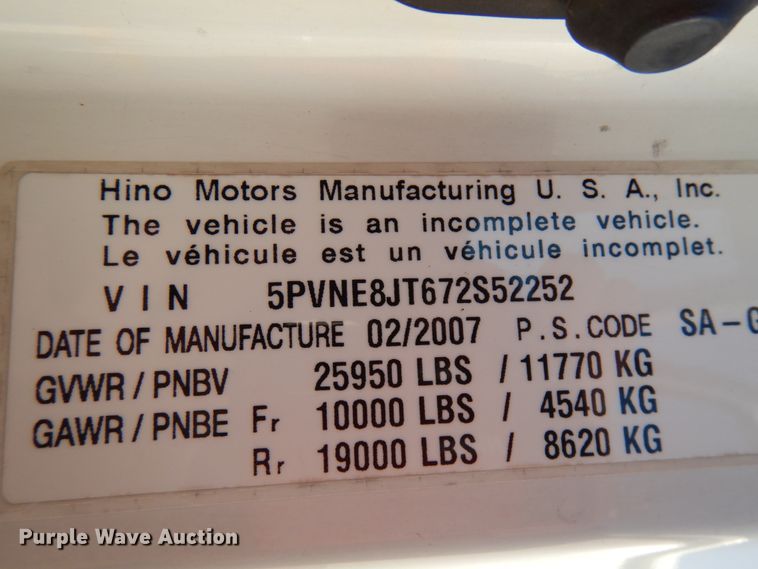 Hino Motors Manufacturing U. S. A., Inc.
The vehicle is an incomplete vehicle.
Le véhicule est un véhicule incomplet.
VIN 5PVNE8JT672S52252
DATE OF MANUFACTURE 02/2007 P.S.CODE SA-G
GVWR / PNBV 25950 LBS / 11770 KG
GAWR / PNBE Fr 10000 LBS / 4540 KG
Rr 19000 LBS / 8620 KG
Purple Wave Auction